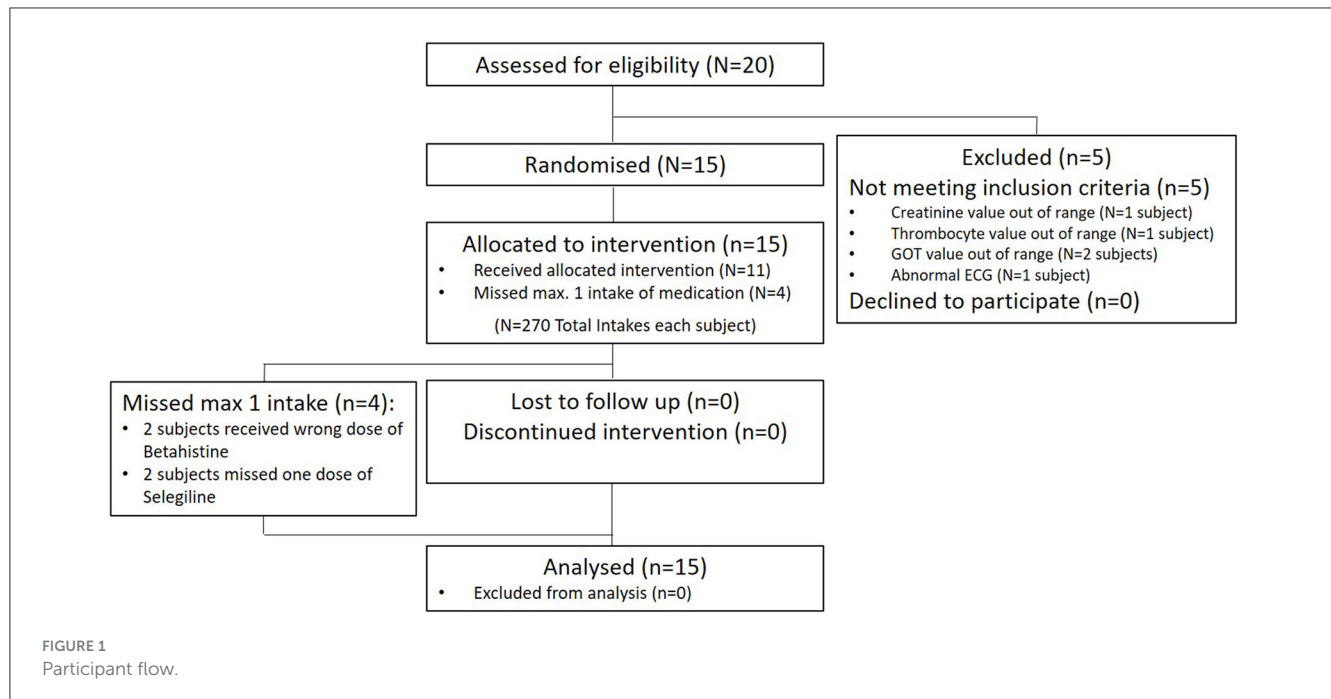 Assessed for eligibility (N=20)
Randomised (N=15)
Excluded (n=5)
Not meeting inclusion criteria (n=5)
• Creatinine value out of range (N=1 subject)
• Thrombocyte value out of range (N=1 subject)
• GOT value out of range (N=2 subjects)
• Abnormal ECG (N=1 subject)
Declined to participate (n=0)
Allocated to intervention (n=15)
• Received allocated intervention (N=11)
• Missed max. 1 intake of medication (N=4)
(N=270 Total Intakes each subject)
Missed max 1 intake (n=4):
• 2 subjects received wrong dose of
Betahistine
• 2 subjects missed one dose of
Selegiline
Lost to follow up (n=0)
Discontinued intervention (n=0)
Analysed (n=15)
• Excluded from analysis (n=0)
FIGURE 1
Participant flow.